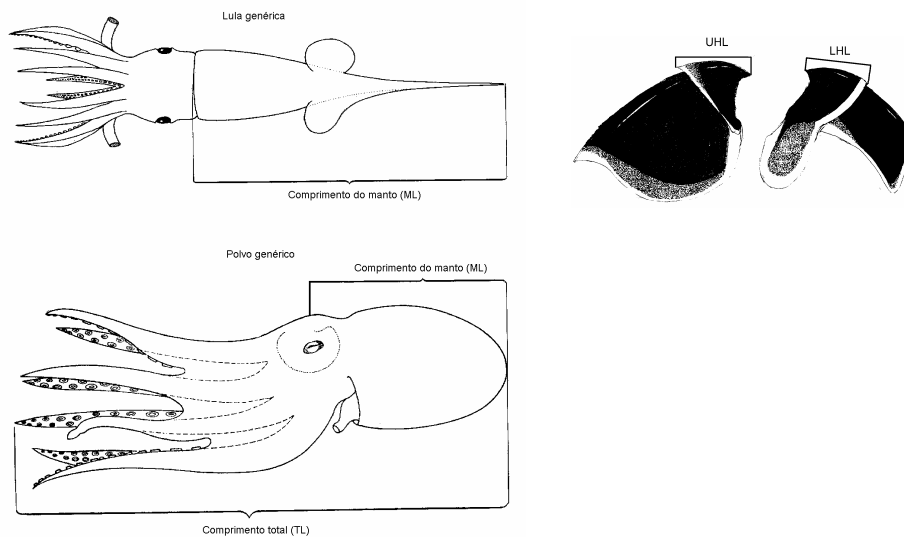 Lula genérica
Comprimento do manto (ML)
UHL
LHL
Polvo genérico
Comprimento do manto (ML)
Comprimento total (TL)